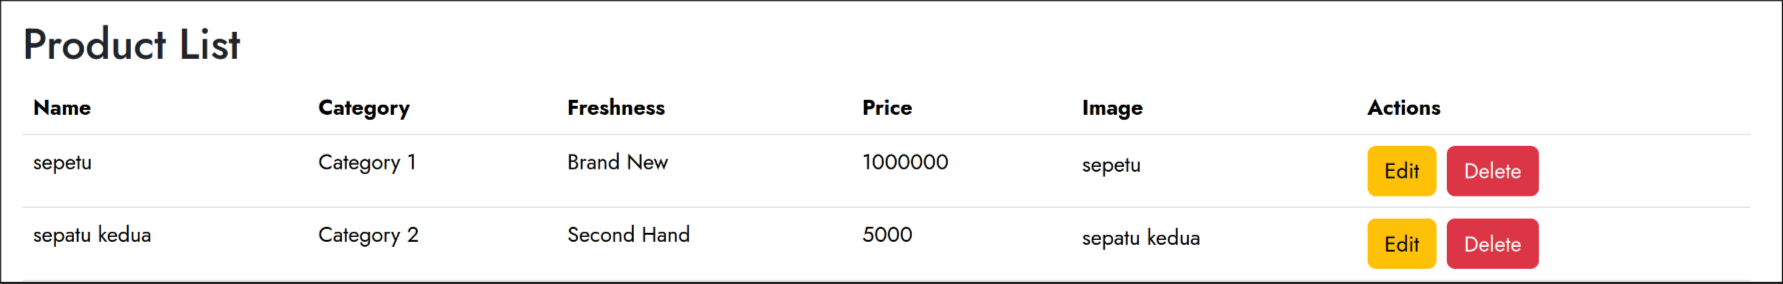 Product List
Name Category Freshness Price Image Actions
sepetu Category 1 Brand New 1000000 sepetu Edit Delete
sepatu kedua Category 2 Second Hand 5000 sepatu kedua Edit Delete